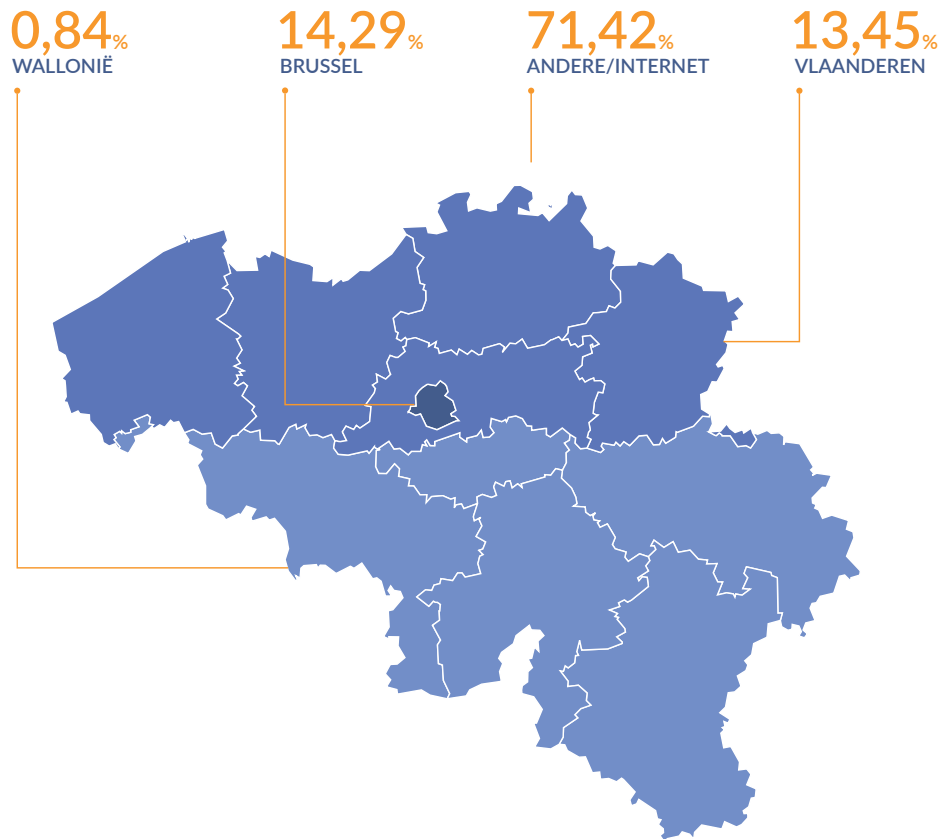 0,84%
WALLONIË
14,29%
BRUSSEL
71,42%
ANDERE/INTERNET
13,45%
VLAANDEREN